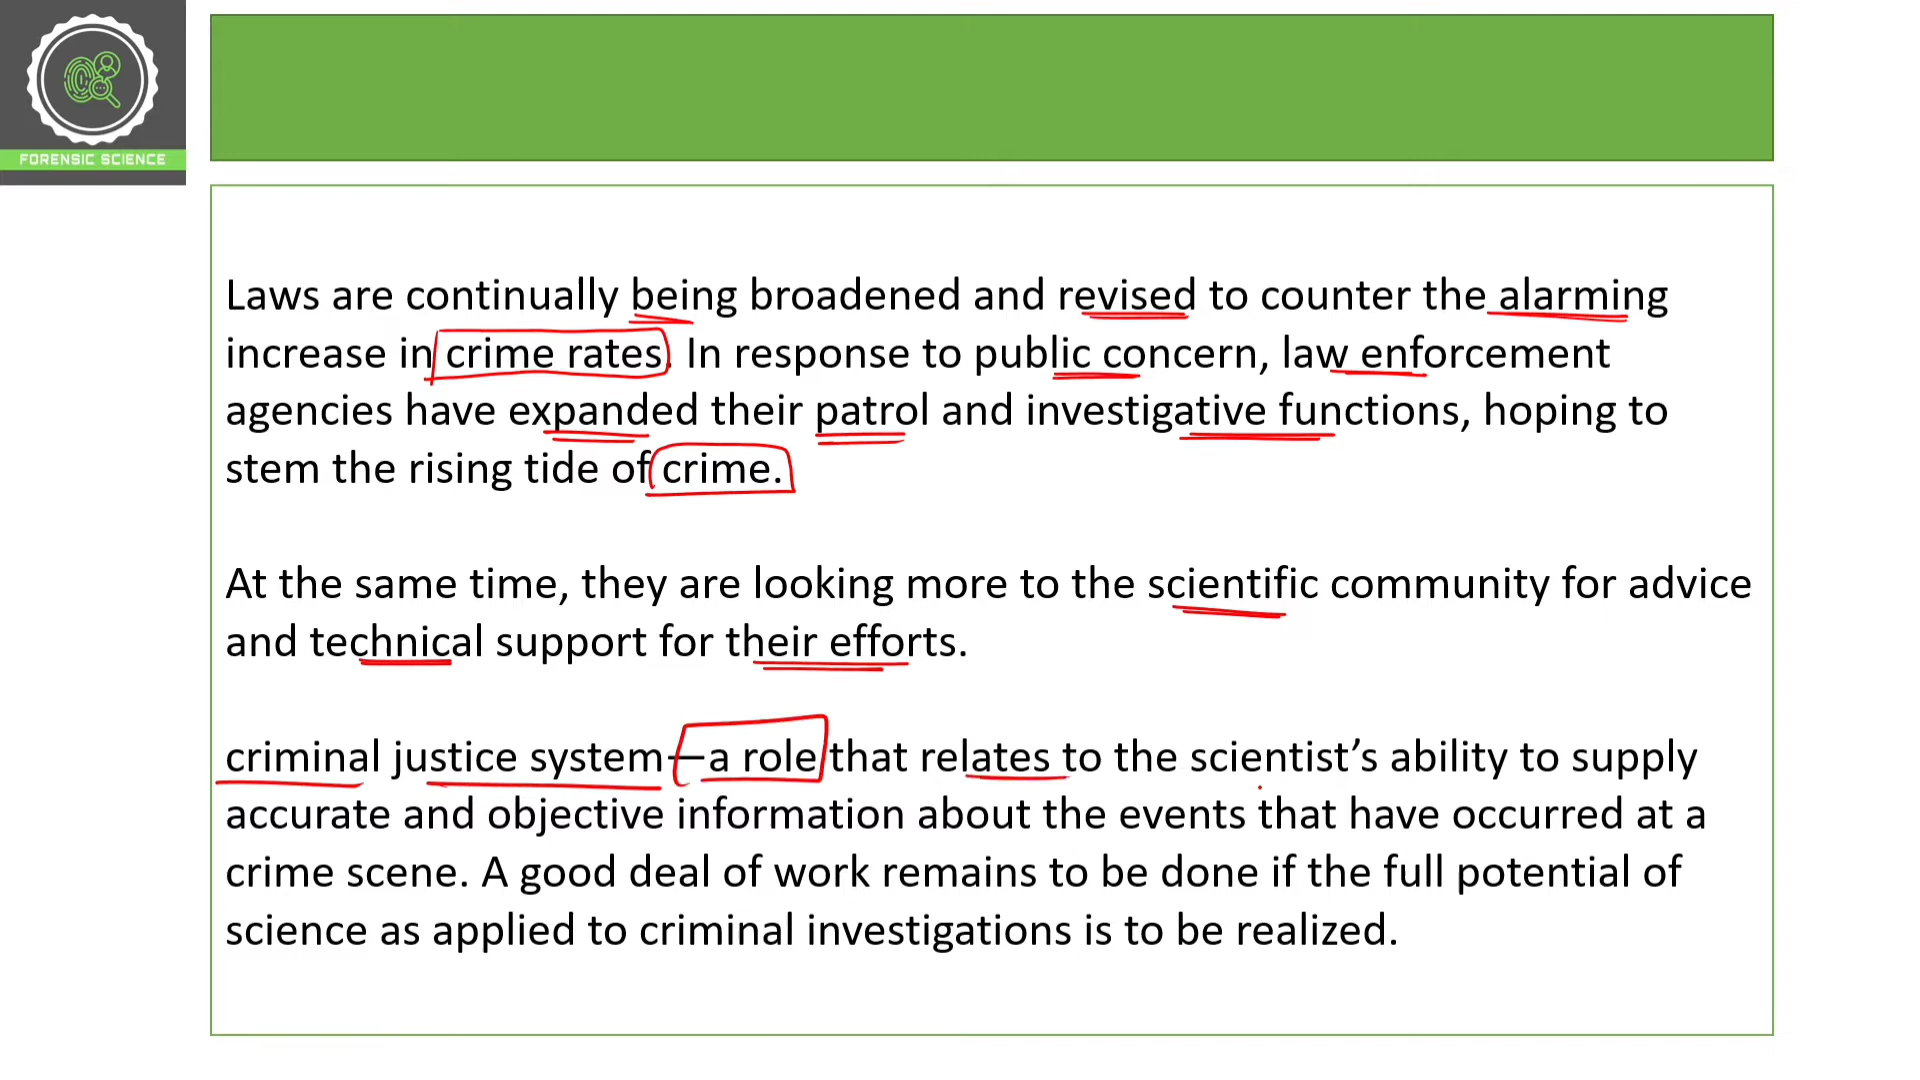 FORENSIC SCIENCE
Laws are continually being broadened and revised to counter the alarming
increase in crime rates. In response to public concern, law enforcement
agencies have expanded their patrol and investigative functions, hoping to
stem the rising tide of crime.
At the same time, they are looking more to the scientific community for advice
and technical support for their efforts.
criminal justice system—a role that relates to the scientist’s ability to supply
accurate and objective information about the events that have occurred at a
crime scene. A good deal of work remains to be done if the full potential of
science as applied to criminal investigations is to be realized.